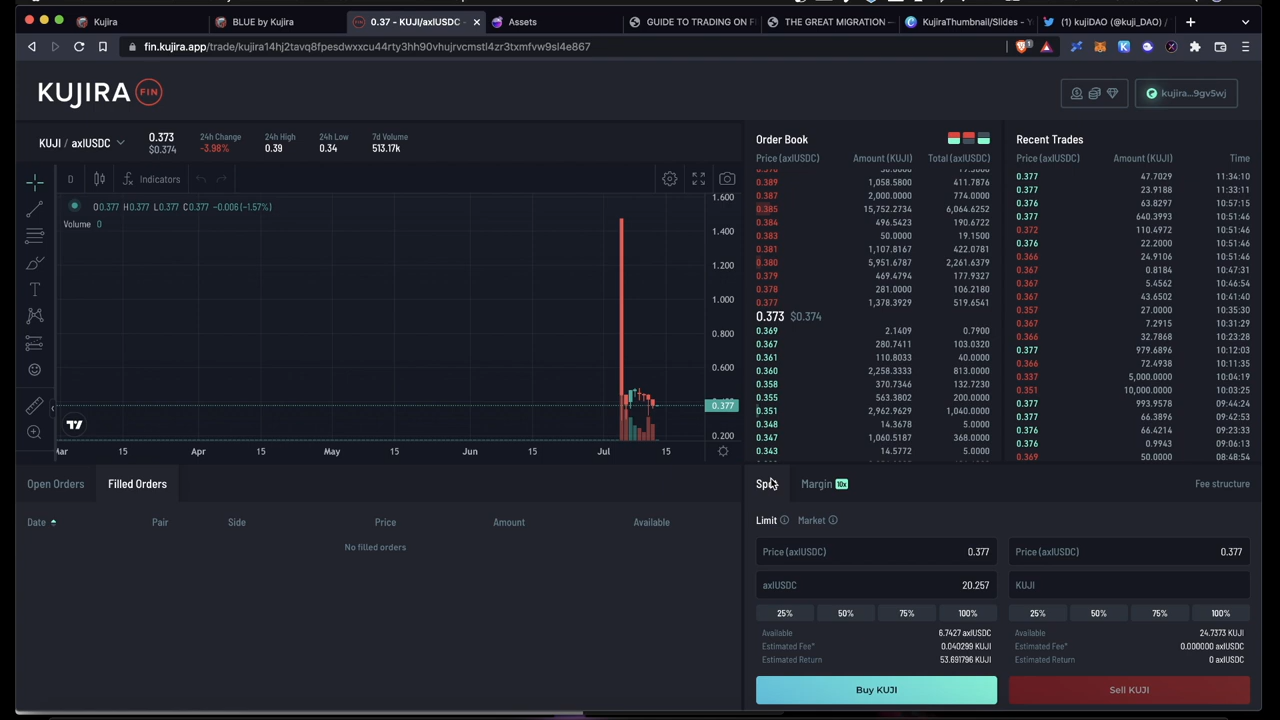 Kujira
BLUE by Kujira
0.37 - KUJI/axlUSDC -
Assets
GUIDE TO TRADING ON F
THE GREAT MIGRATION –
KujiraThumbnail/Slides -
(1) kujiDAO (@kuji_DAO) /
fin.kujira.app/trade/kujira14hj2tavq8fpesdwxxcu44rty3hh90vhujrvcmstl4zr3txmfvw9sl4e867
KUJIRA FIN
kujira...9gv5wj
KUJI / axlUSDC
0.373
$0.374
24h Change
-3.98%
24h High
0.39
24h Low
0.34
7d Volume
513.17k
D
Indicators
O0.377 H0.377 L0.377 C0.377 −0.006 (−1.57%)
Volume 0
1.600
1.400
1.200
1.000
0.800
0.600
0.377
0.200
Mar 15 Apr 15 May 15 Jun 15 Jul 15
Order Book
Price (axlUSDC) Amount (KUJI) Total (axlUSDC)
0.389 1,058.5800 411.7876
0.387 2,000.0000 774.0000
0.385 15,752.2734 6,064.6252
0.384 496.5423 190.6722
0.383 50.0000 19.1500
0.381 1,107.8167 422.0781
0.380 5,951.6787 2,261.6379
0.379 469.4794 177.9327
0.378 281.0000 106.2180
0.377 1,378.3929 519.6541
0.373 $0.374
0.369 2.1409 0.7900
0.367 280.7411 103.0320
0.361 110.8033 40.0000
0.360 2,258.3333 813.0000
0.358 370.7346 132.7230
0.355 563.3802 200.0000
0.351 2,962.9629 1,040.0000
0.348 14.3678 5.0000
0.347 1,060.5187 368.0000
0.343 14.5772 5.0000
Recent Trades
Price (axlUSDC) Amount (KUJI) Time
0.377 47.7029 11:34:10
0.377 23.9188 11:33:11
0.376 63.8297 10:57:15
0.377 640.3993 10:51:46
0.372 110.4972 10:51:46
0.376 22.2000 10:51:46
0.366 24.9106 10:51:46
0.367 0.8184 10:47:31
0.367 5.4562 10:46:54
0.366 43.6502 10:41:40
0.357 27.0000 10:35:30
0.367 7.2915 10:31:29
0.366 32.7868 10:23:28
0.377 979.6896 10:12:03
0.366 72.4938 10:11:35
0.337 5,000.0000 10:04:19
0.351 10,000.0000 10:03:25
0.377 993.9578 09:44:24
0.377 66.3896 09:42:53
0.376 66.4214 09:23:33
0.376 0.9943 09:06:13
0.369 50.0000 08:48:54
Open Orders
Filled Orders
Date Pair Side Price Amount Available
No filled orders
Margin 10x
Fee structure
Limit Market
Price (axlUSDC) 0.377
axlUSDC 20.257
25% 50% 75% 100%
Available 6.7427 axlUSDC
Estimated Fee* 0.040299 KUJI
Estimated Return 53.691796 KUJI
Buy KUJI
Price (axlUSDC) 0.377
KUJI
25% 50% 75% 100%
Available 24.7373 KUJI
Estimated Fee* 0.000000 axlUSDC
Estimated Return 0 axlUSDC
Sell KUJI